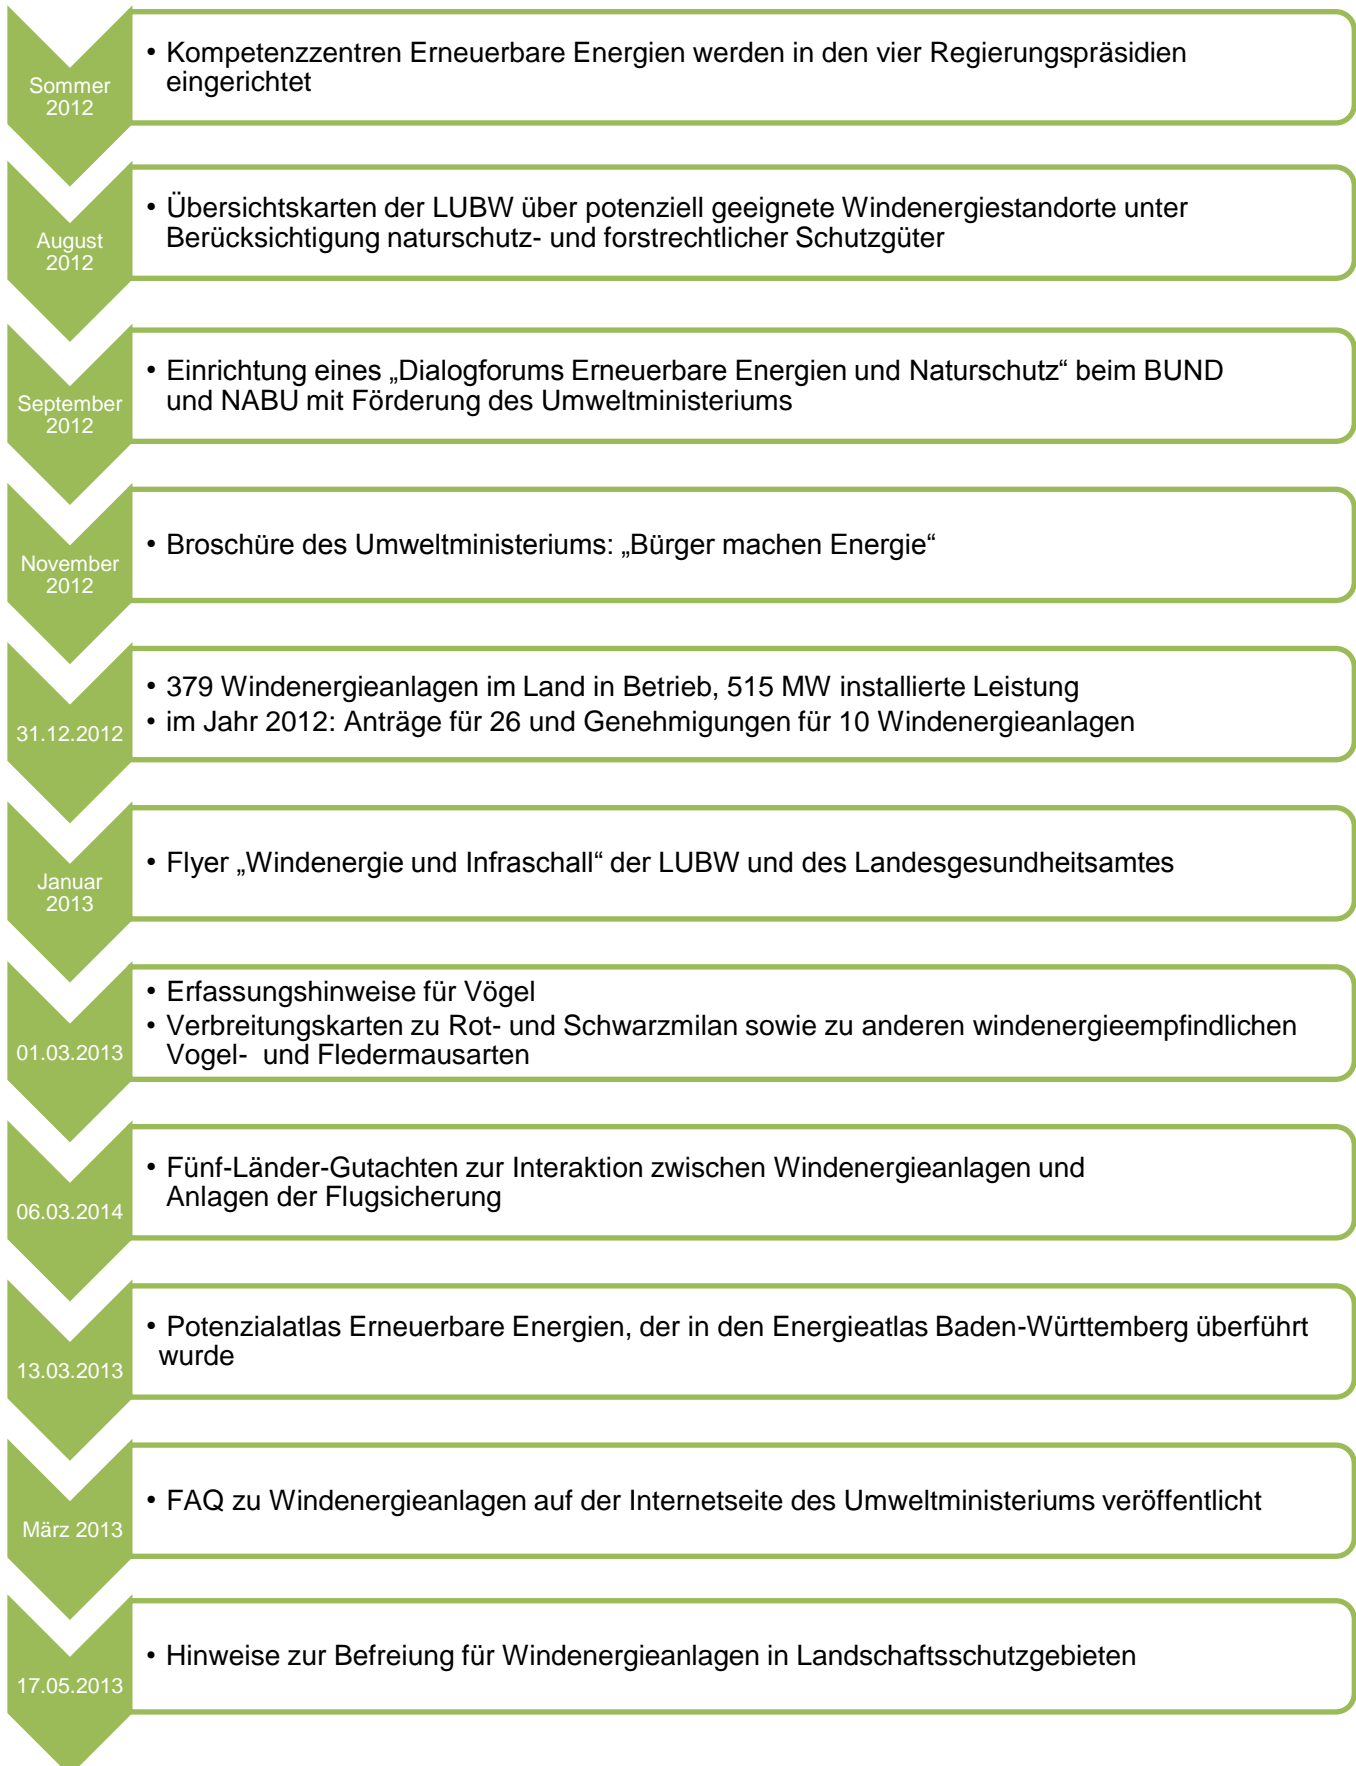 Sommer
2012
• Kompetenzzentren Erneuerbare Energien werden in den vier Regierungspräsidien
eingerichtet
August
2012
• Übersichtskarten der LUBW über potenziell geeignete Windenergiestandorte unter
Berücksichtigung naturschutz- und forstrechtlicher Schutzgüter
September
2012
• Einrichtung eines „Dialogforums Erneuerbare Energien und Naturschutz“ beim BUND
und NABU mit Förderung des Umweltministeriums
November
2012
• Broschüre des Umweltministeriums: „Bürger machen Energie“
31.12.2012
• 379 Windenergieanlagen im Land in Betrieb, 515 MW installierte Leistung
• im Jahr 2012: Anträge für 26 und Genehmigungen für 10 Windenergieanlagen
Januar
2013
• Flyer „Windenergie und Infraschall“ der LUBW und des Landesgesundheitsamtes
01.03.2013
• Erfassungshinweise für Vögel
• Verbreitungskarten zu Rot- und Schwarzmilan sowie zu anderen windenergieempfindlichen
Vogel- und Fledermausarten
06.03.2014
• Fünf-Länder-Gutachten zur Interaktion zwischen Windenergieanlagen und
Anlagen der Flugsicherung
13.03.2013
• Potenzialatlas Erneuerbare Energien, der in den Energieatlas Baden-Württemberg überführt
wurde
März 2013
• FAQ zu Windenergieanlagen auf der Internetseite des Umweltministeriums veröffentlicht
17.05.2013
• Hinweise zur Befreiung für Windenergieanlagen in Landschaftsschutzgebieten